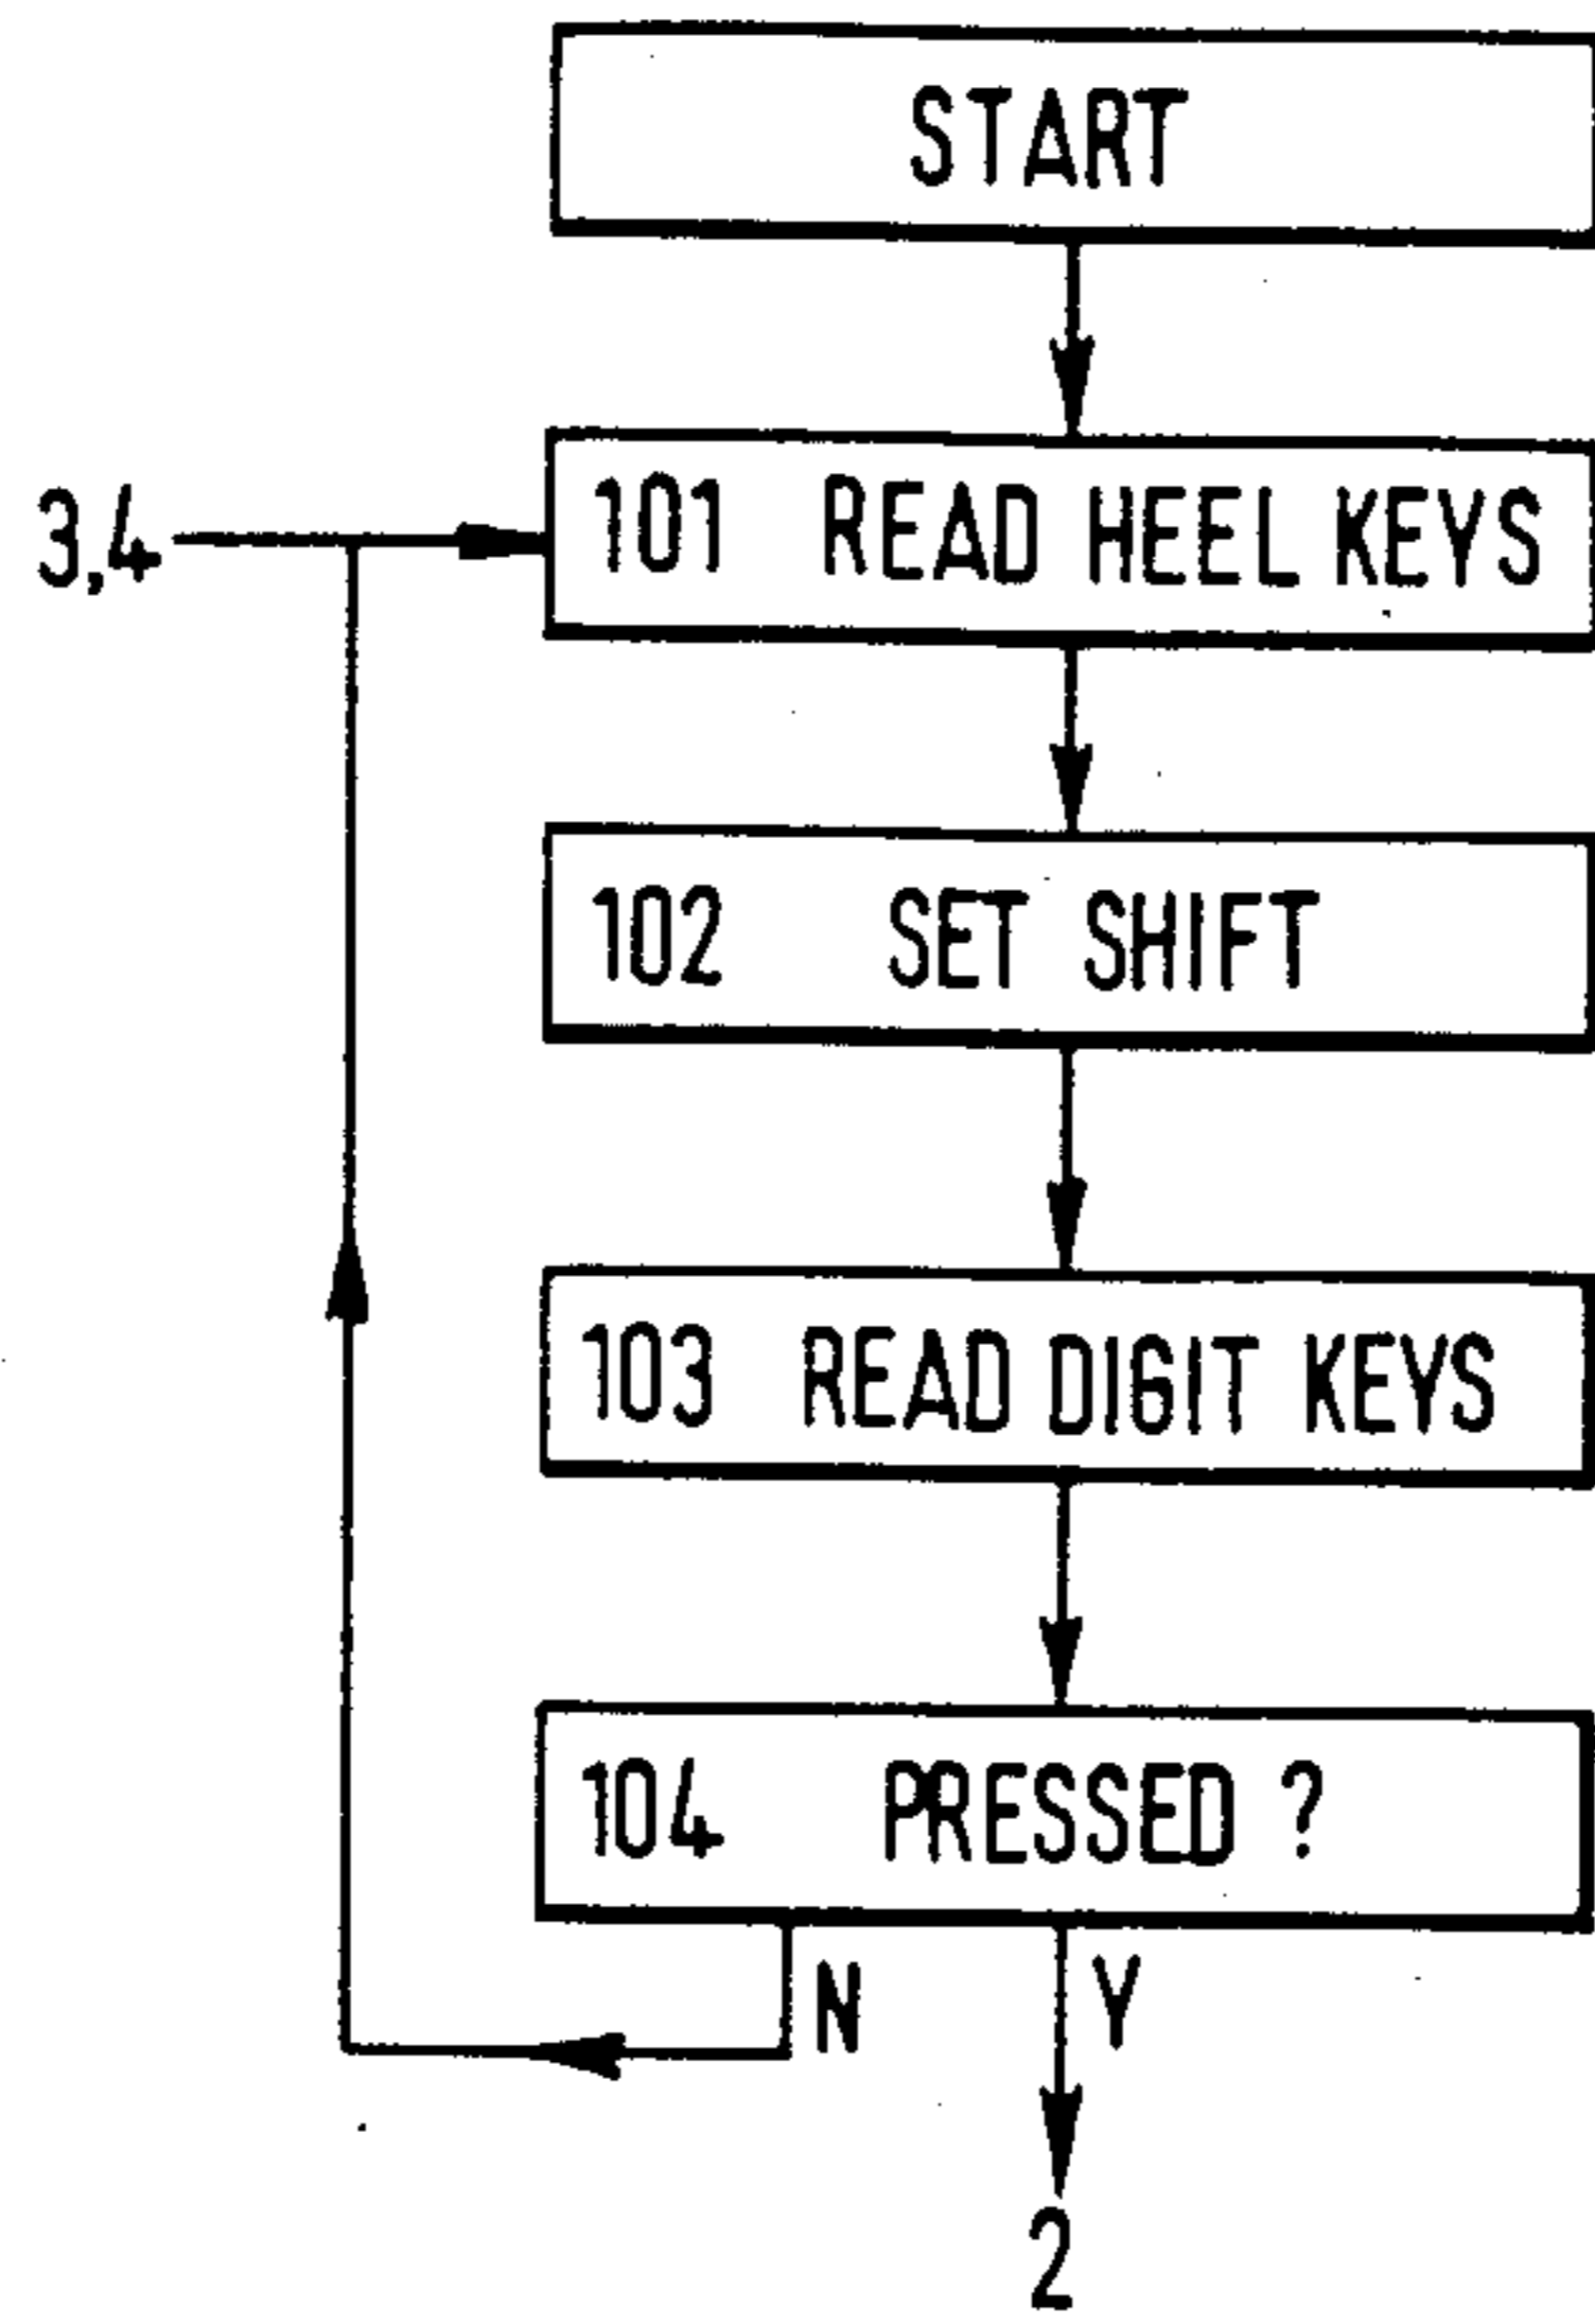 START
3,4
101 READ HEEL KEYS
102 SET SHIFT
103 READ DIGIT KEYS
104 PRESSED ?
N
Y
2